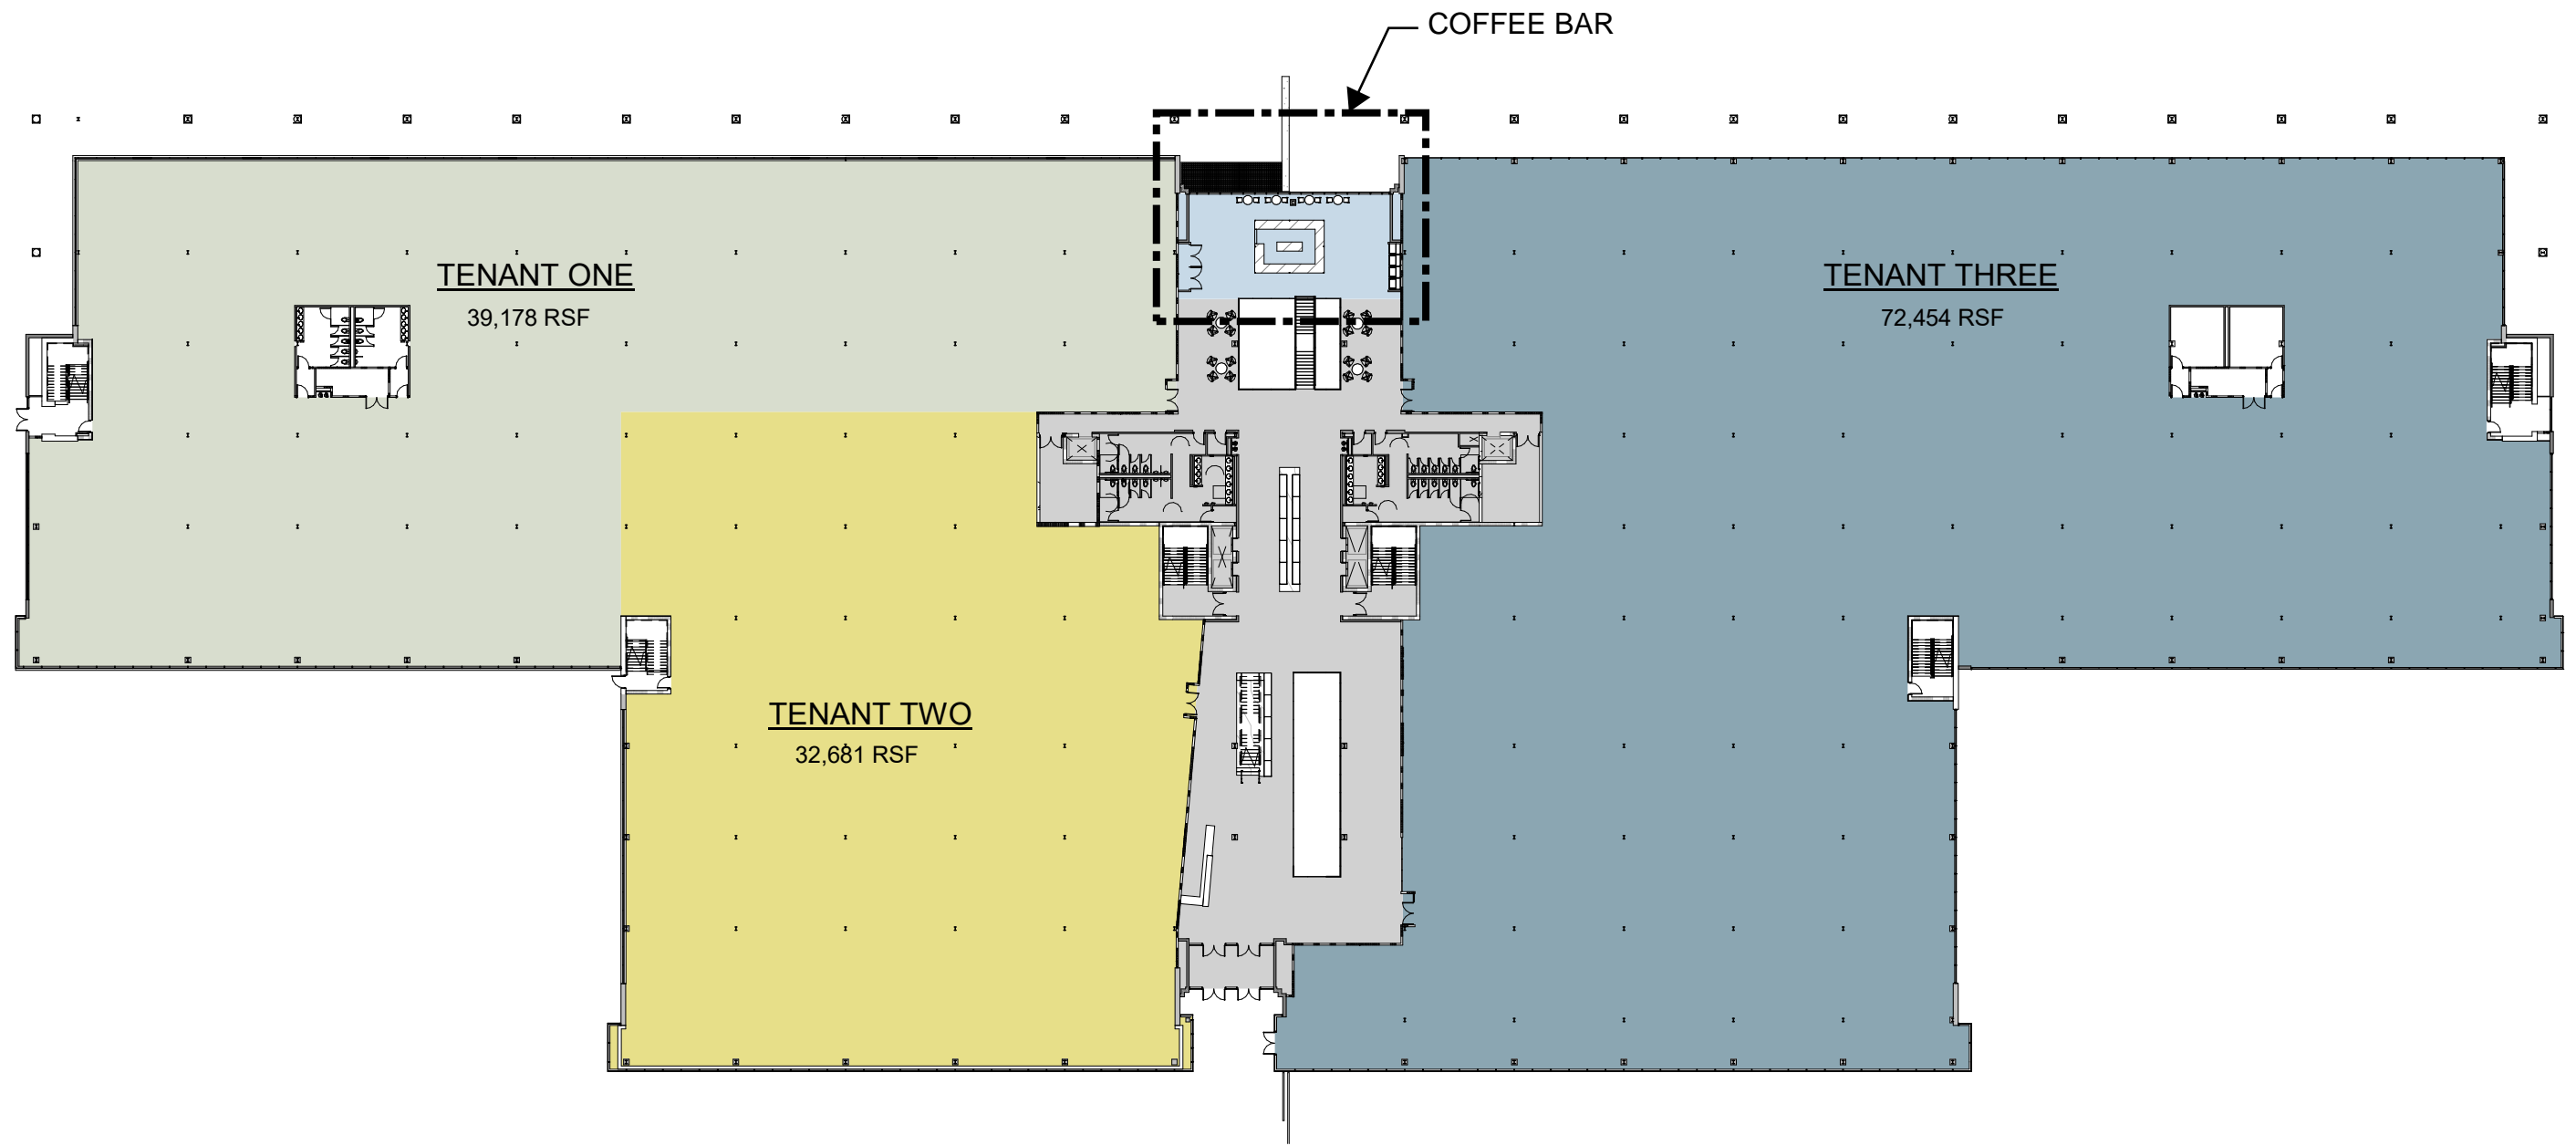 COFFEE BAR
TENANT ONE
39,178 RSF
TENANT THREE
72,454 RSF
TENANT TWO
32,681 RSF